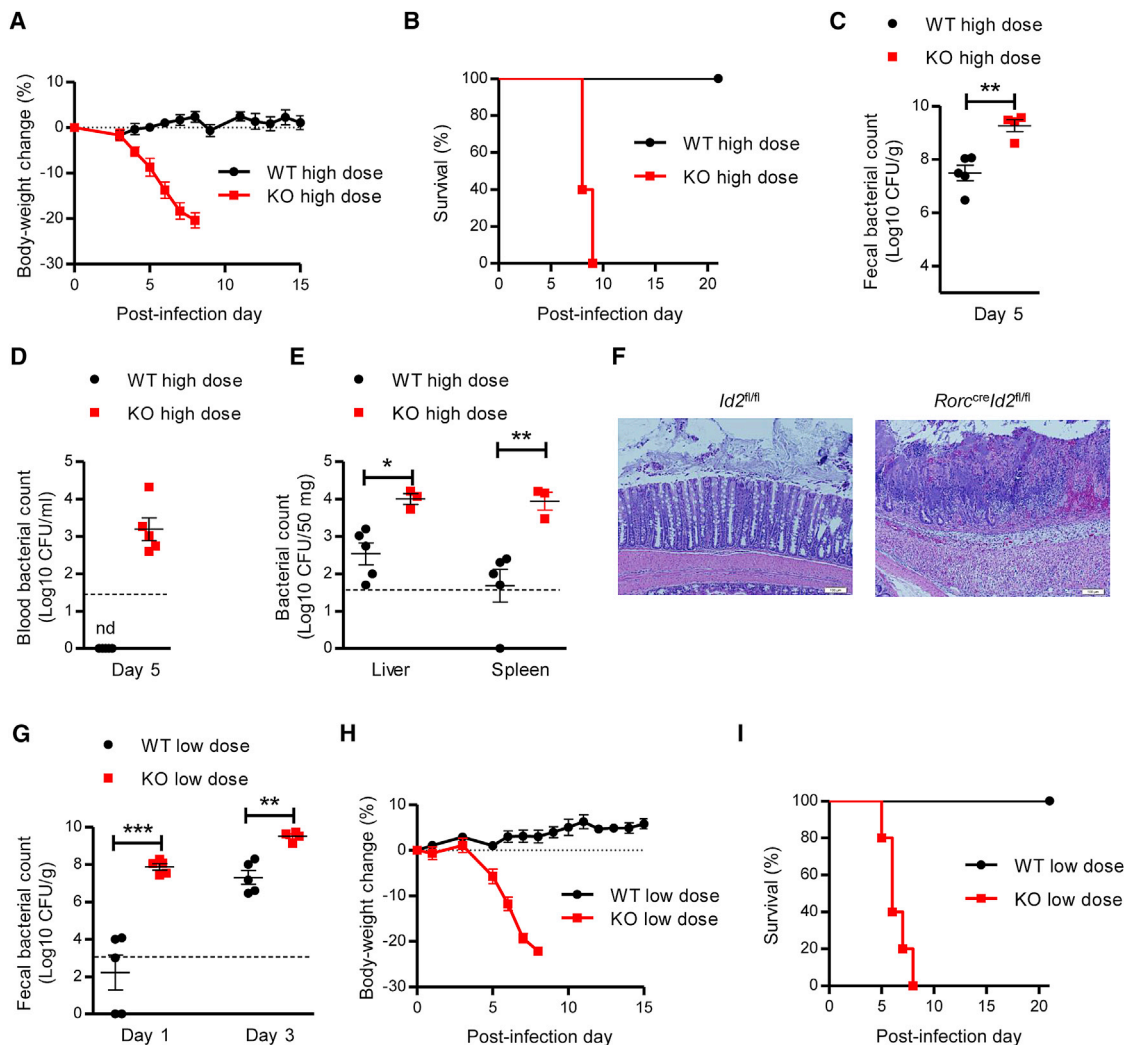 A
Body-weight change (%)
10
0
-10
-20
-30
0
5
10
15
WT high dose
KO high dose
Post-infection day
B
Survival (%)
100
80
60
40
20
0
0
5
10
15
20
WT high dose
KO high dose
Post-infection day
C
WT high dose
KO high dose
Fecal bacterial count
(Log10 CFU/g)
10
8
6
4
**
Day 5
D
WT high dose
KO high dose
Blood bacterial count
(Log10 CFU/ml)
5
4
3
2
1
0
nd
Day 5
E
WT high dose
KO high dose
Bacterial count
(Log10 CFU/50 mg)
5
4
3
2
1
0
*
**
Liver
Spleen
F
Id2fl/fl
RorccreId2fl/fl
G
WT low dose
KO low dose
Fecal bacterial count
(Log10 CFU/g)
10
8
6
4
2
0
***
**
Day 1
Day 3
H
Body-weight change (%)
10
0
-10
-20
-30
0
5
10
15
WT low dose
KO low dose
Post-infection day
I
Survival (%)
100
80
60
40
20
0
0
5
10
15
20
WT low dose
KO low dose
Post-infection day